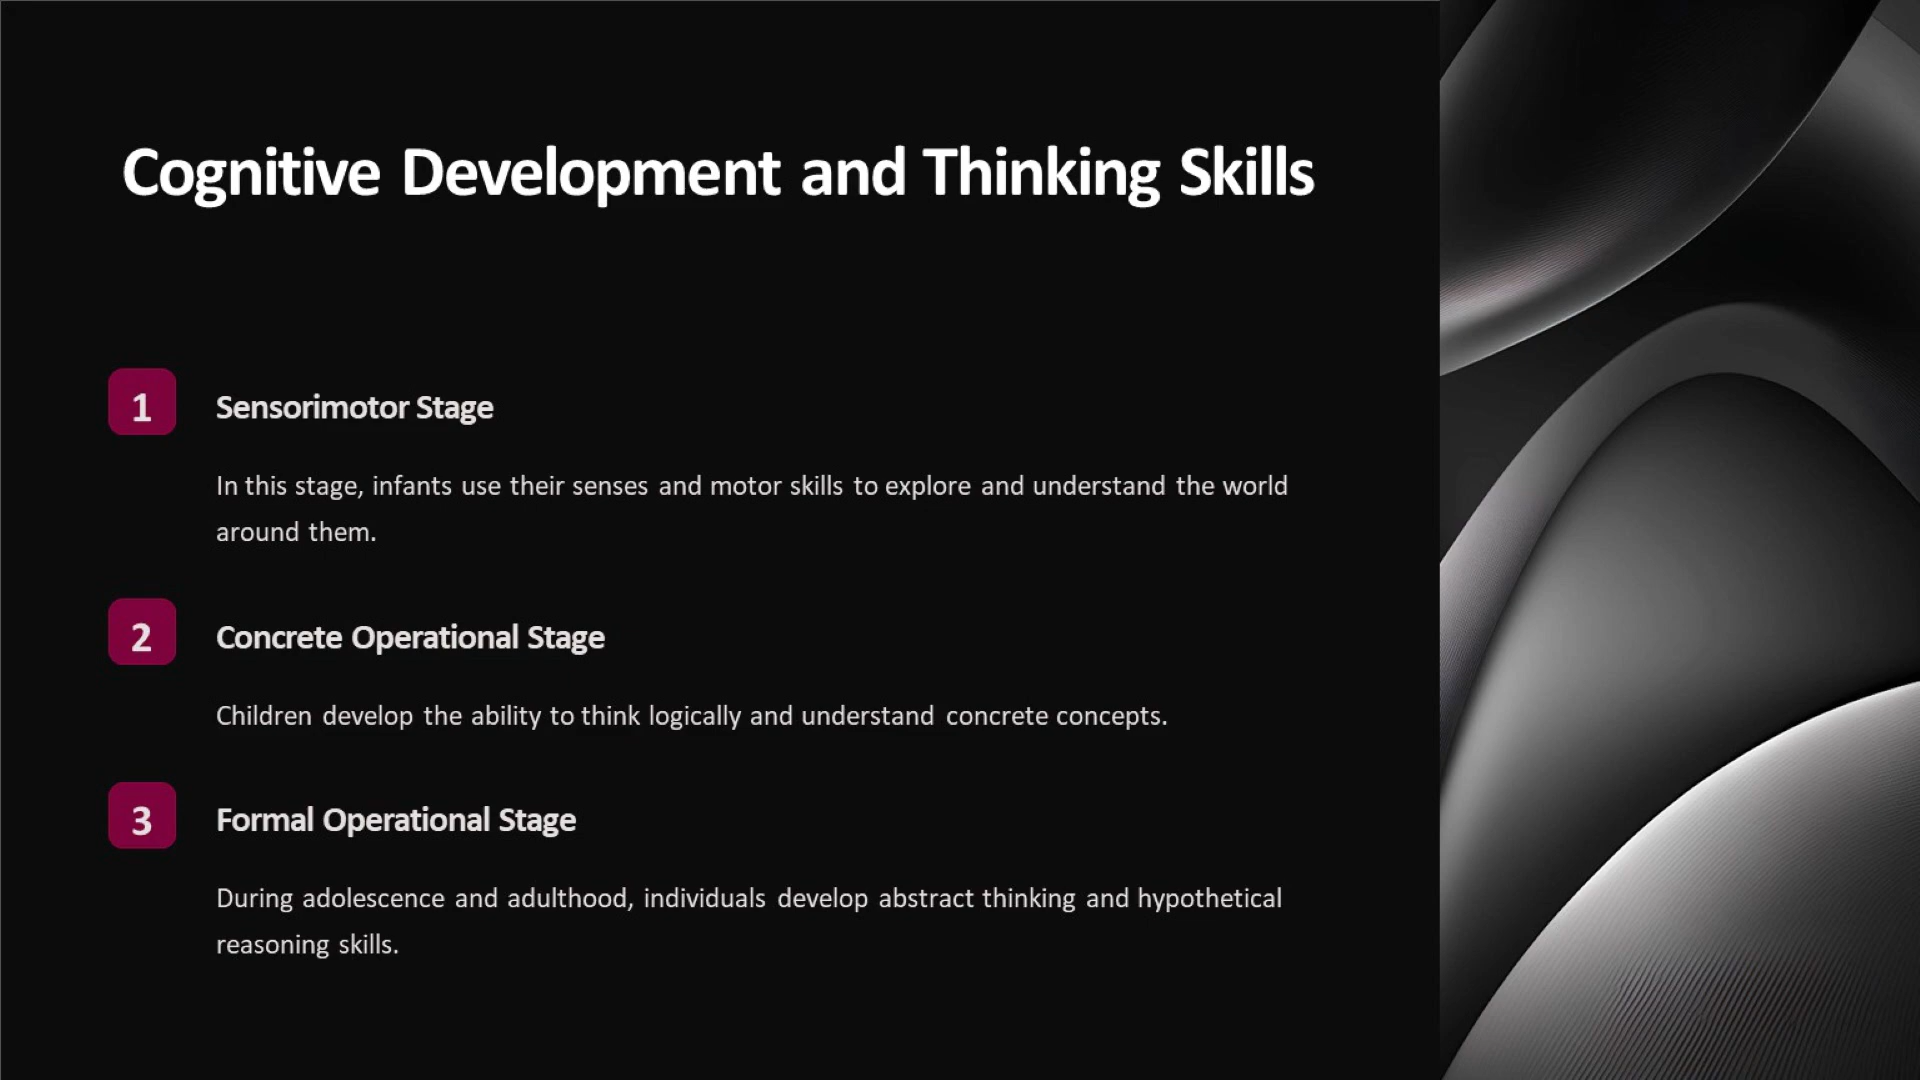 Cognitive Development and Thinking Skills
1
Sensorimotor Stage
In this stage, infants use their senses and motor skills to explore and understand the world
around them.
2
Concrete Operational Stage
Children develop the ability to think logically and understand concrete concepts.
3
Formal Operational Stage
During adolescence and adulthood, individuals develop abstract thinking and hypothetical
reasoning skills.